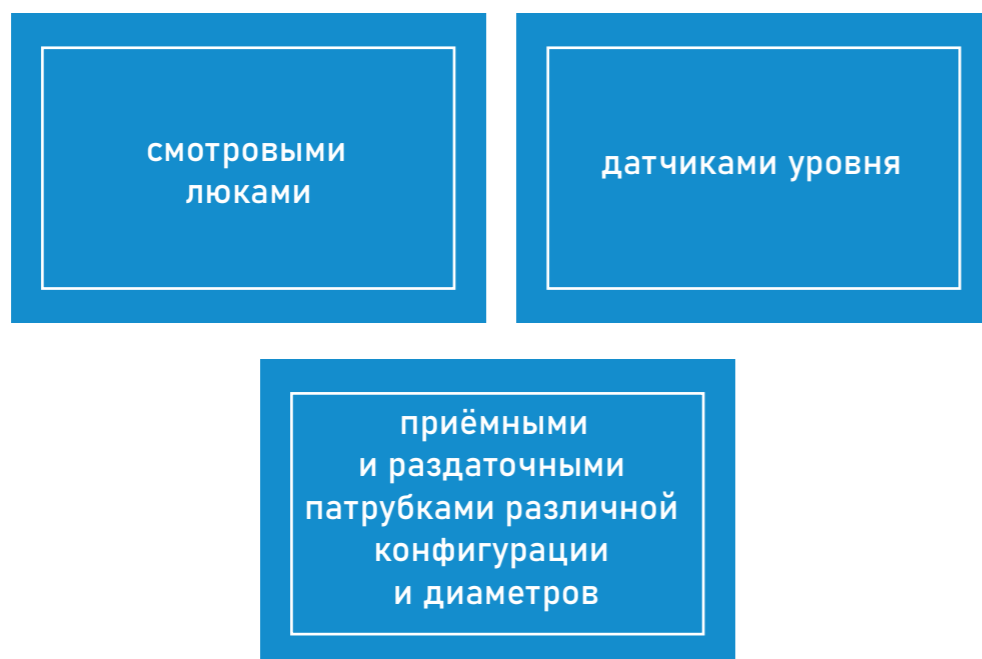 смотровыми
люками
датчиками уровня
приёмными
и раздаточными
патрубками различной
конфигурации
и диаметров